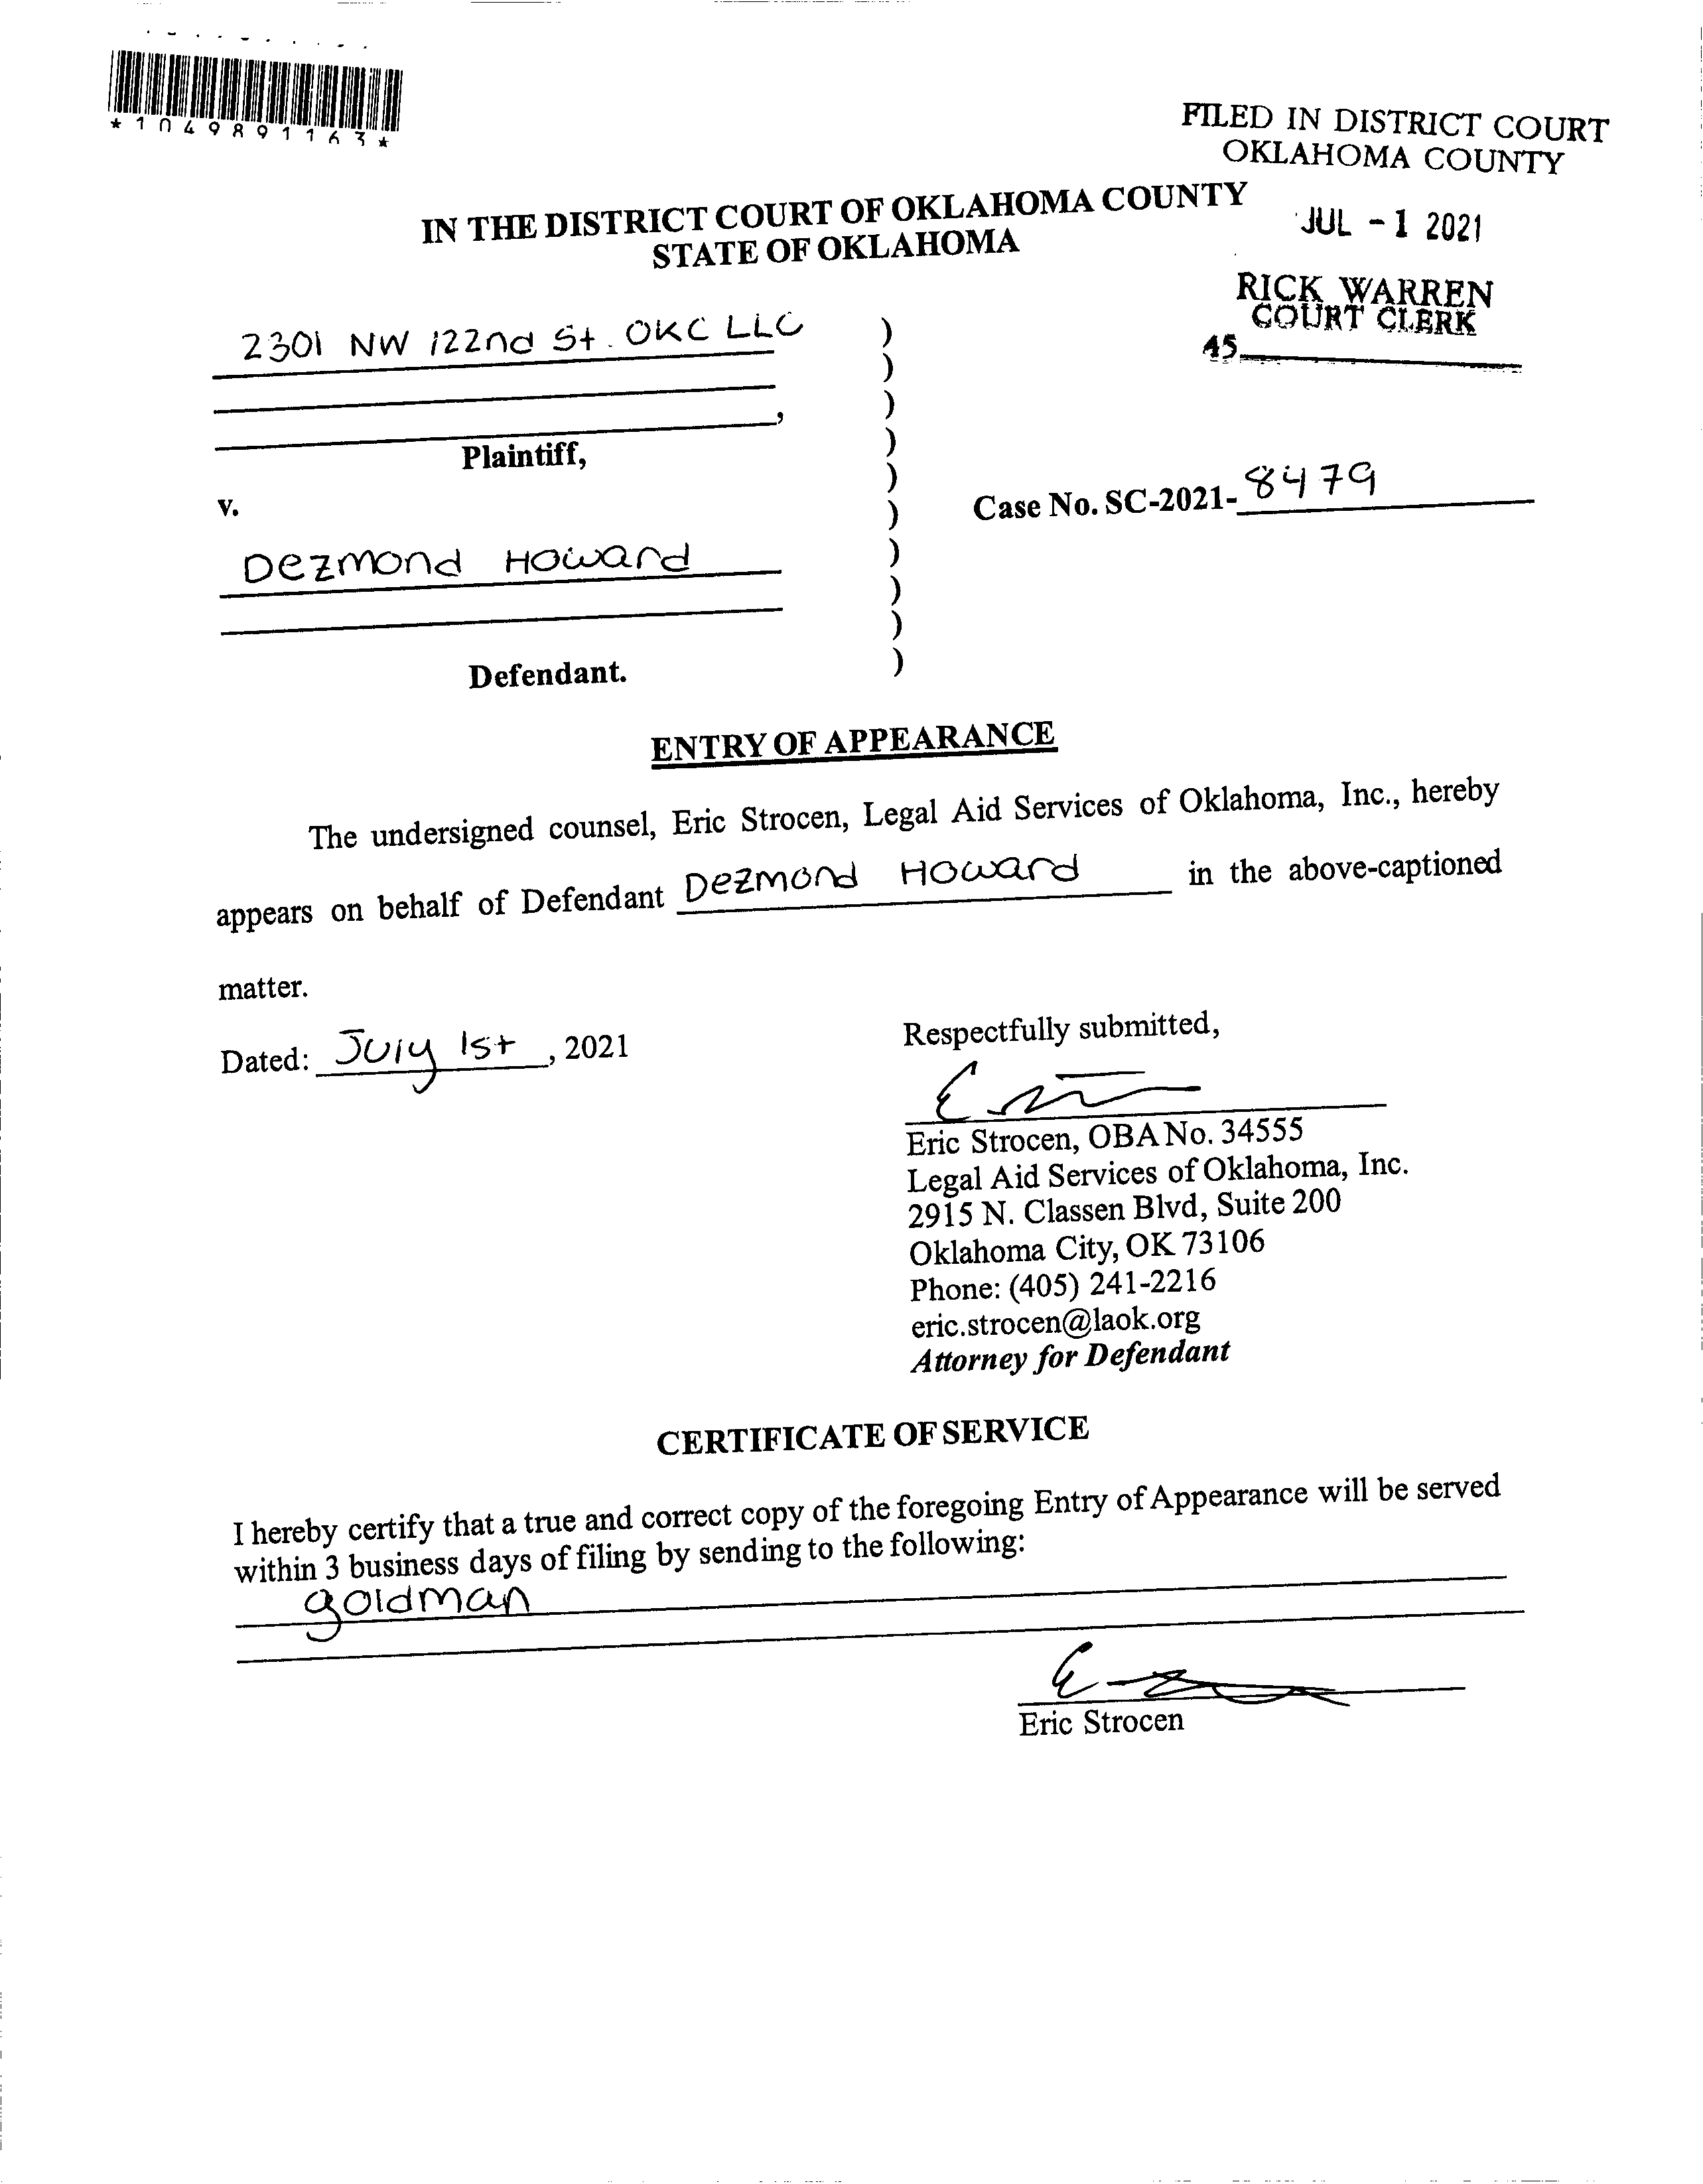 *1049891163*
FILED IN DISTRICT COURT
OKLAHOMA COUNTY
JUL - 1 2021
RICK WARREN
COURT CLERK
45
IN THE DISTRICT COURT OF OKLAHOMA COUNTY
STATE OF OKLAHOMA
2301 NW 122nd St. OKC LLC )
)
, )
Plaintiff, )
)
v. ) Case No. SC-2021-8479
)
Dezmond Howard )
)
Defendant. )
ENTRY OF APPEARANCE
The undersigned counsel, Eric Strocen, Legal Aid Services of Oklahoma, Inc., hereby
appears on behalf of Defendant Dezmond Howard in the above-captioned
matter.
Dated: July 1st, 2021
Respectfully submitted,
Eric Strocen, OBA No. 34555
Legal Aid Services of Oklahoma, Inc.
2915 N. Classen Blvd, Suite 200
Oklahoma City, OK 73106
Phone: (405) 241-2216
eric.strocen@laok.org
Attorney for Defendant
CERTIFICATE OF SERVICE
I hereby certify that a true and correct copy of the foregoing Entry of Appearance will be served
within 3 business days of filing by sending to the following:
goldman
Eric Strocen